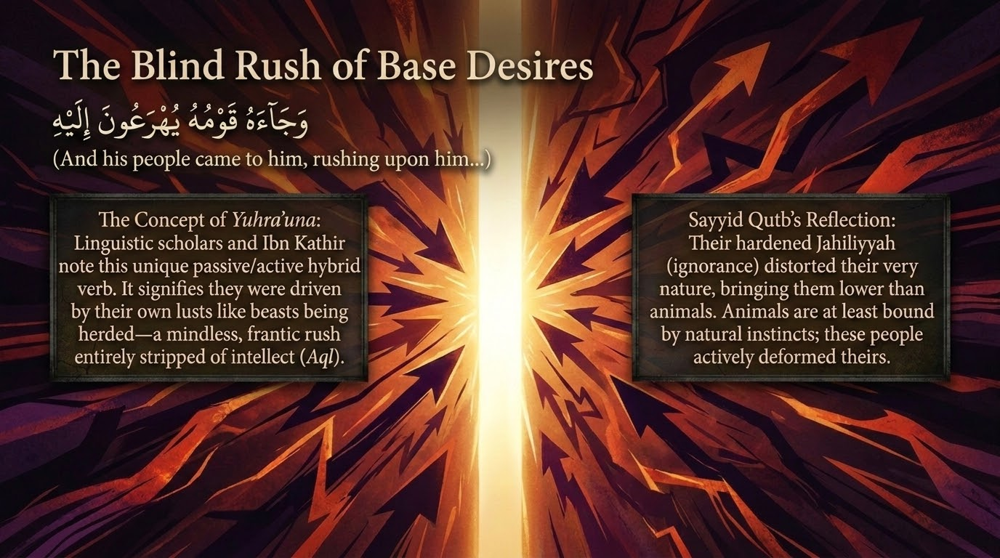 The Blind Rush of Base Desires
وَجَآءَهُ قَوْمُهُ يُهْرَعُونَ إِلَيْهِ
(And his people came to him, rushing upon him...)
The Concept of Yuhra’una:
Linguistic scholars and Ibn Kathir
note this unique passive/active hybrid
verb. It signifies they were driven
by their own lusts like beasts being
herded—a mindless, frantic rush
entirely stripped of intellect (Aql).
Sayyid Qutb’s Reflection:
Their hardened Jahiliyyah
(ignorance) distorted their very
nature, bringing them lower than
animals. Animals are at least bound
by natural instincts; these people
actively deformed theirs.